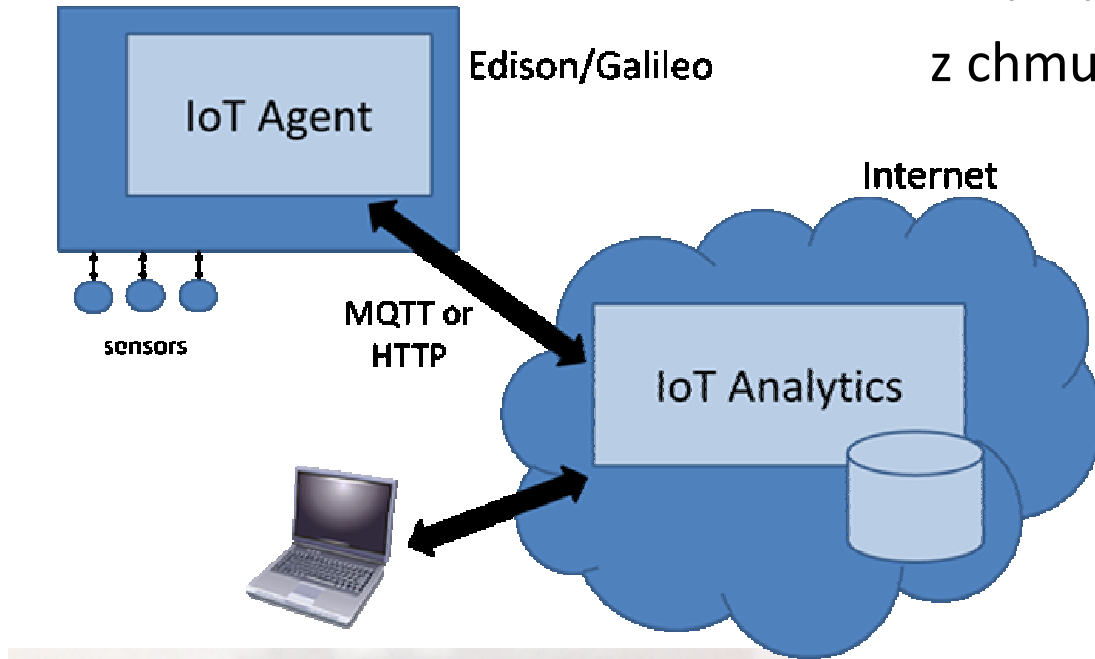 Edison/Galileo
z chmu
IoT Agent
Internet
MQTT or
HTTP
sensors
IoT Analytics